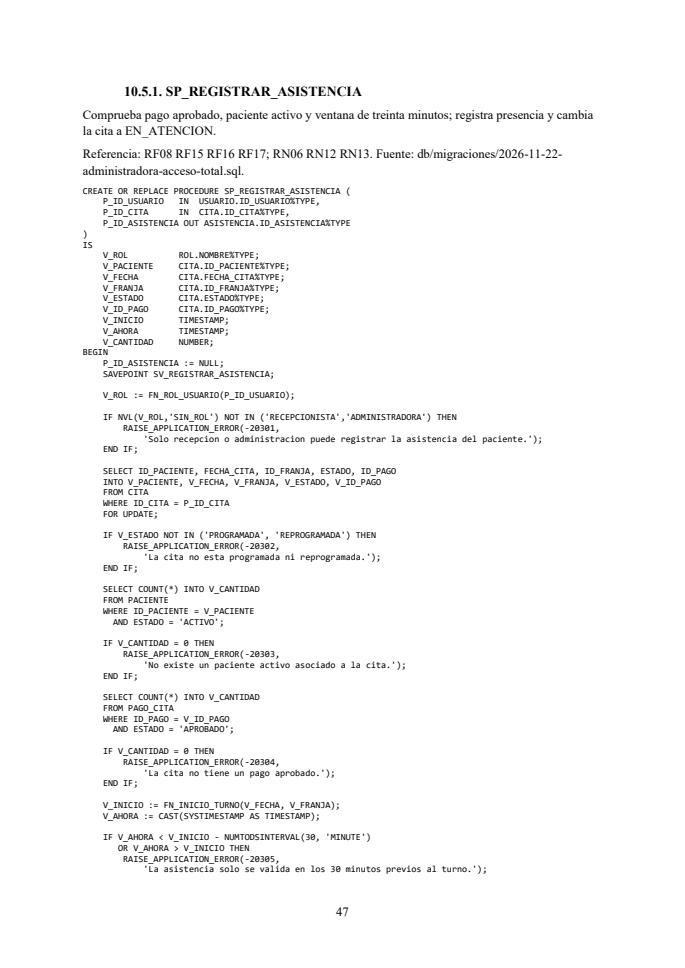 10.5.1. SP_REGISTRAR_ASISTENCIA
Comprueba pago aprobado, paciente activo y ventana de treinta minutos; registra presencia y cambia
la cita a EN_ATENCION.
Referencia: RF08 RF15 RF16 RF17; RN06 RN12 RN13. Fuente: db/migraciones/2026-11-22-
administradora-acceso-total.sql.
CREATE OR REPLACE PROCEDURE SP_REGISTRAR_ASISTENCIA (
    P_ID_USUARIO   IN  USUARIO.ID_USUARIO%TYPE,
    P_ID_CITA      IN  CITA.ID_CITA%TYPE,
    P_ID_ASISTENCIA OUT ASISTENCIA.ID_ASISTENCIA%TYPE
)
IS
    V_ROL          ROL.NOMBRE%TYPE;
    V_PACIENTE     CITA.ID_PACIENTE%TYPE;
    V_FECHA        CITA.FECHA_CITA%TYPE;
    V_FRANJA       CITA.ID_FRANJA%TYPE;
    V_ESTADO       CITA.ESTADO%TYPE;
    V_ID_PAGO      CITA.ID_PAGO%TYPE;
    V_INICIO       TIMESTAMP;
    V_AHORA        TIMESTAMP;
    V_CANTIDAD     NUMBER;
BEGIN
    P_ID_ASISTENCIA := NULL;
    SAVEPOINT SV_REGISTRAR_ASISTENCIA;
    V_ROL := FN_ROL_USUARIO(P_ID_USUARIO);
    IF NVL(V_ROL,'SIN_ROL') NOT IN ('RECEPCIONISTA','ADMINISTRADORA') THEN
        RAISE_APPLICATION_ERROR(-20301,
            'Solo recepcion o administracion puede registrar la asistencia del paciente.');
    END IF;
    SELECT ID_PACIENTE, FECHA_CITA, ID_FRANJA, ESTADO, ID_PAGO
    INTO V_PACIENTE, V_FECHA, V_FRANJA, V_ESTADO, V_ID_PAGO
    FROM CITA
    WHERE ID_CITA = P_ID_CITA
    FOR UPDATE;
    IF V_ESTADO NOT IN ('PROGRAMADA', 'REPROGRAMADA') THEN
        RAISE_APPLICATION_ERROR(-20302,
            'La cita no esta programada ni reprogramada.');
    END IF;
    SELECT COUNT(*) INTO V_CANTIDAD
    FROM PACIENTE
    WHERE ID_PACIENTE = V_PACIENTE
      AND ESTADO = 'ACTIVO';
    IF V_CANTIDAD = 0 THEN
        RAISE_APPLICATION_ERROR(-20303,
            'No existe un paciente activo asociado a la cita.');
    END IF;
    SELECT COUNT(*) INTO V_CANTIDAD
    FROM PAGO_CITA
    WHERE ID_PAGO = V_ID_PAGO
      AND ESTADO = 'APROBADO';
    IF V_CANTIDAD = 0 THEN
        RAISE_APPLICATION_ERROR(-20304,
            'La cita no tiene un pago aprobado.');
    END IF;
    V_INICIO := FN_INICIO_TURNO(V_FECHA, V_FRANJA);
    V_AHORA := CAST(SYSTIMESTAMP AS TIMESTAMP);
    IF V_AHORA < V_INICIO - NUMTODSINTERVAL(30, 'MINUTE')
       OR V_AHORA > V_INICIO THEN
        RAISE_APPLICATION_ERROR(-20305,
            'La asistencia solo se valida en los 30 minutos previos al turno.');
47